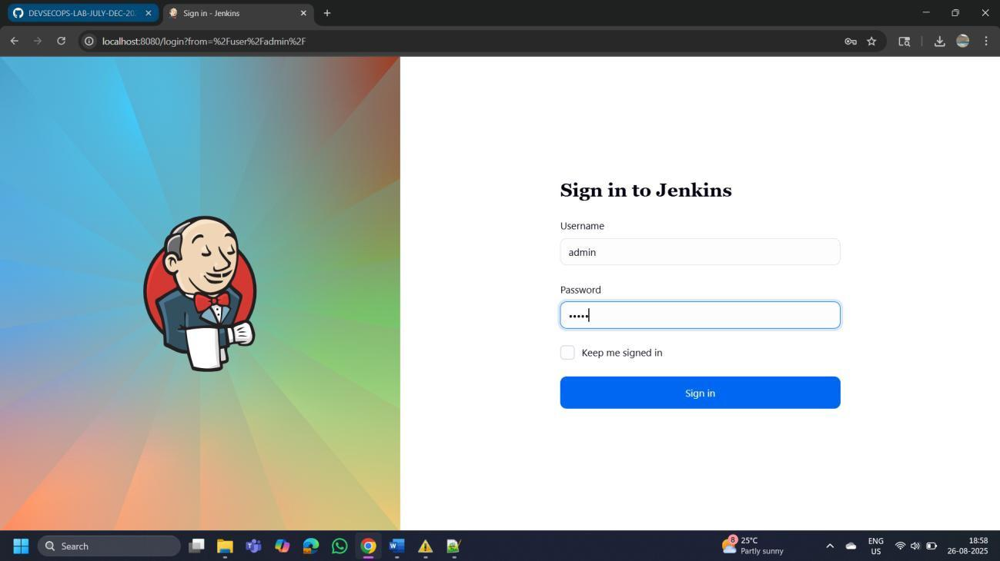 DEVSECOPS-LAB-JULY-DEC-202
Sign in - Jenkins
localhost:8080/login?from=%2Fuser%2Fadmin%2F
Sign in to Jenkins
Username
admin
Password
•••••
Keep me signed in
Sign in
Search
8
25°C
Partly sunny
ENG
US
18:58
26-08-2025